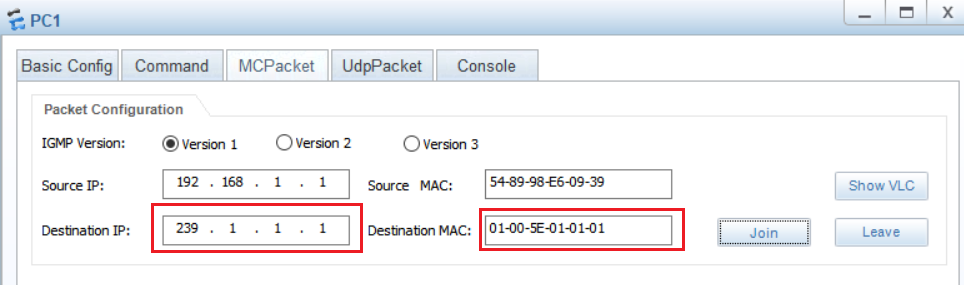 PC1
X
Basic Config Command MCPacket UdpPacket Console
Packet Configuration
IGMP Version: Version 1 Version 2 Version 3
Source IP: 192 . 168 . 1 . 1 Source MAC: 54-89-98-E6-09-39 Show VLC
Destination IP: 239 . 1 . 1 . 1 Destination MAC: 01-00-5E-01-01-01 Join Leave